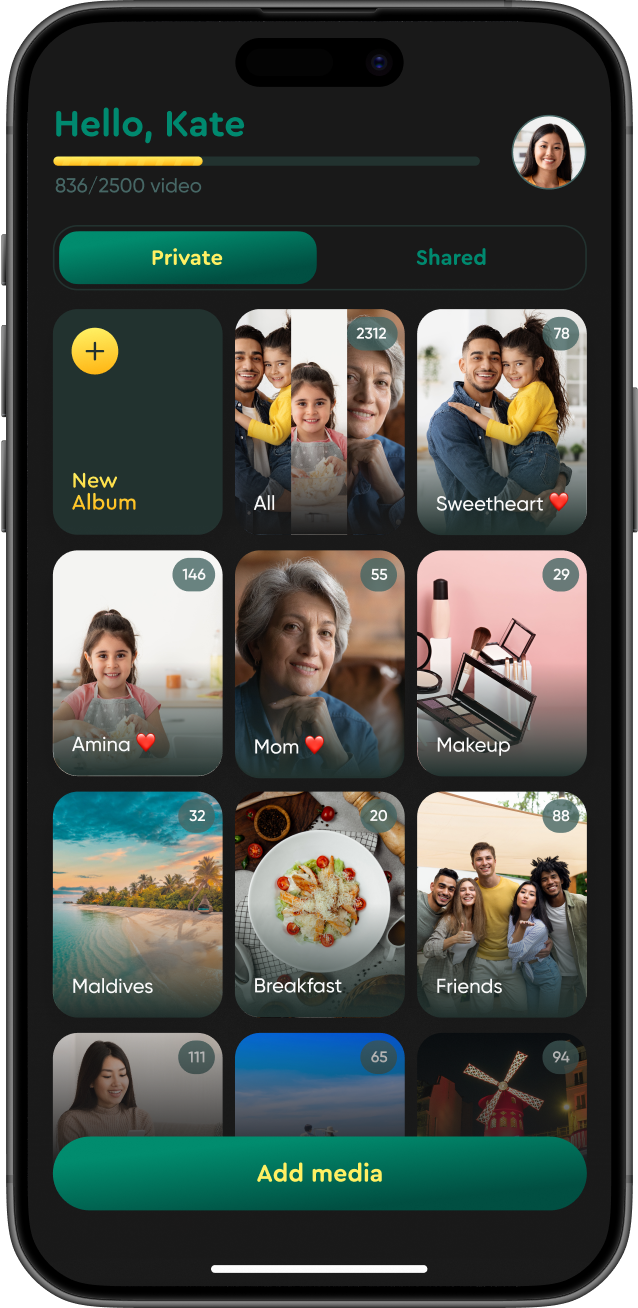 Hello, Kate
836/2500 video
Private
Shared
New
Album
2312
All
78
Sweetheart ❤️
146
Amina ❤️
55
Mom ❤️
29
Makeup
32
Maldives
20
Breakfast
88
Friends
111
65
94
Add media